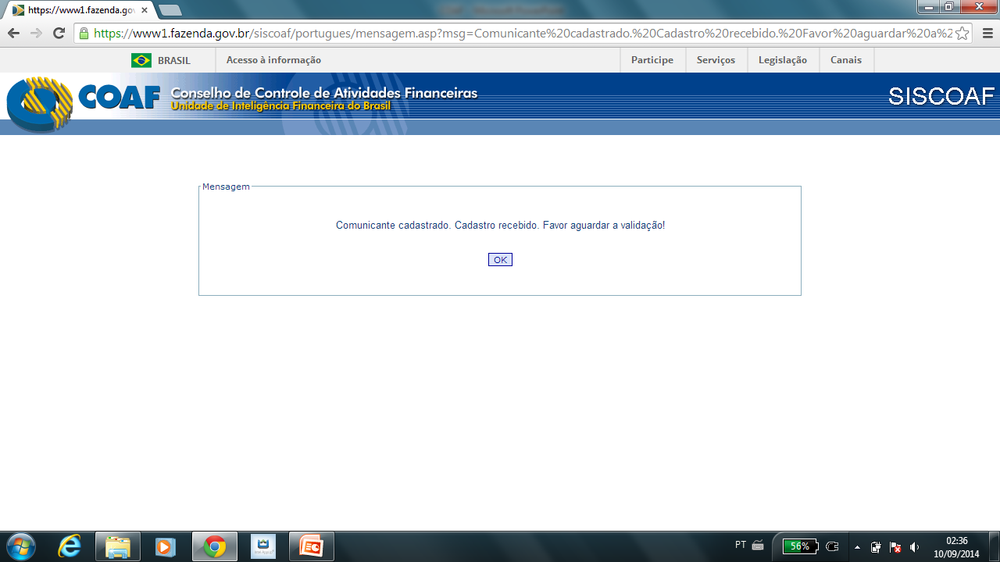 https://www1.fazenda.gov
https://www1.fazenda.gov.br/siscoaf/portugues/mensagem.asp?msg=Comunicante%20cadastrado.%20Cadastro%20recebido.%20Favor%20aguardar%20a%2
BRASIL
Acesso à informação
Participe
Serviços
Legislação
Canais
COAF
Conselho de Controle de Atividades Financeiras
Unidade de Inteligência Financeira do Brasil
SISCOAF
Mensagem
Comunicante cadastrado. Cadastro recebido. Favor aguardar a validação!
OK
PT
56%
02:36
10/09/2014